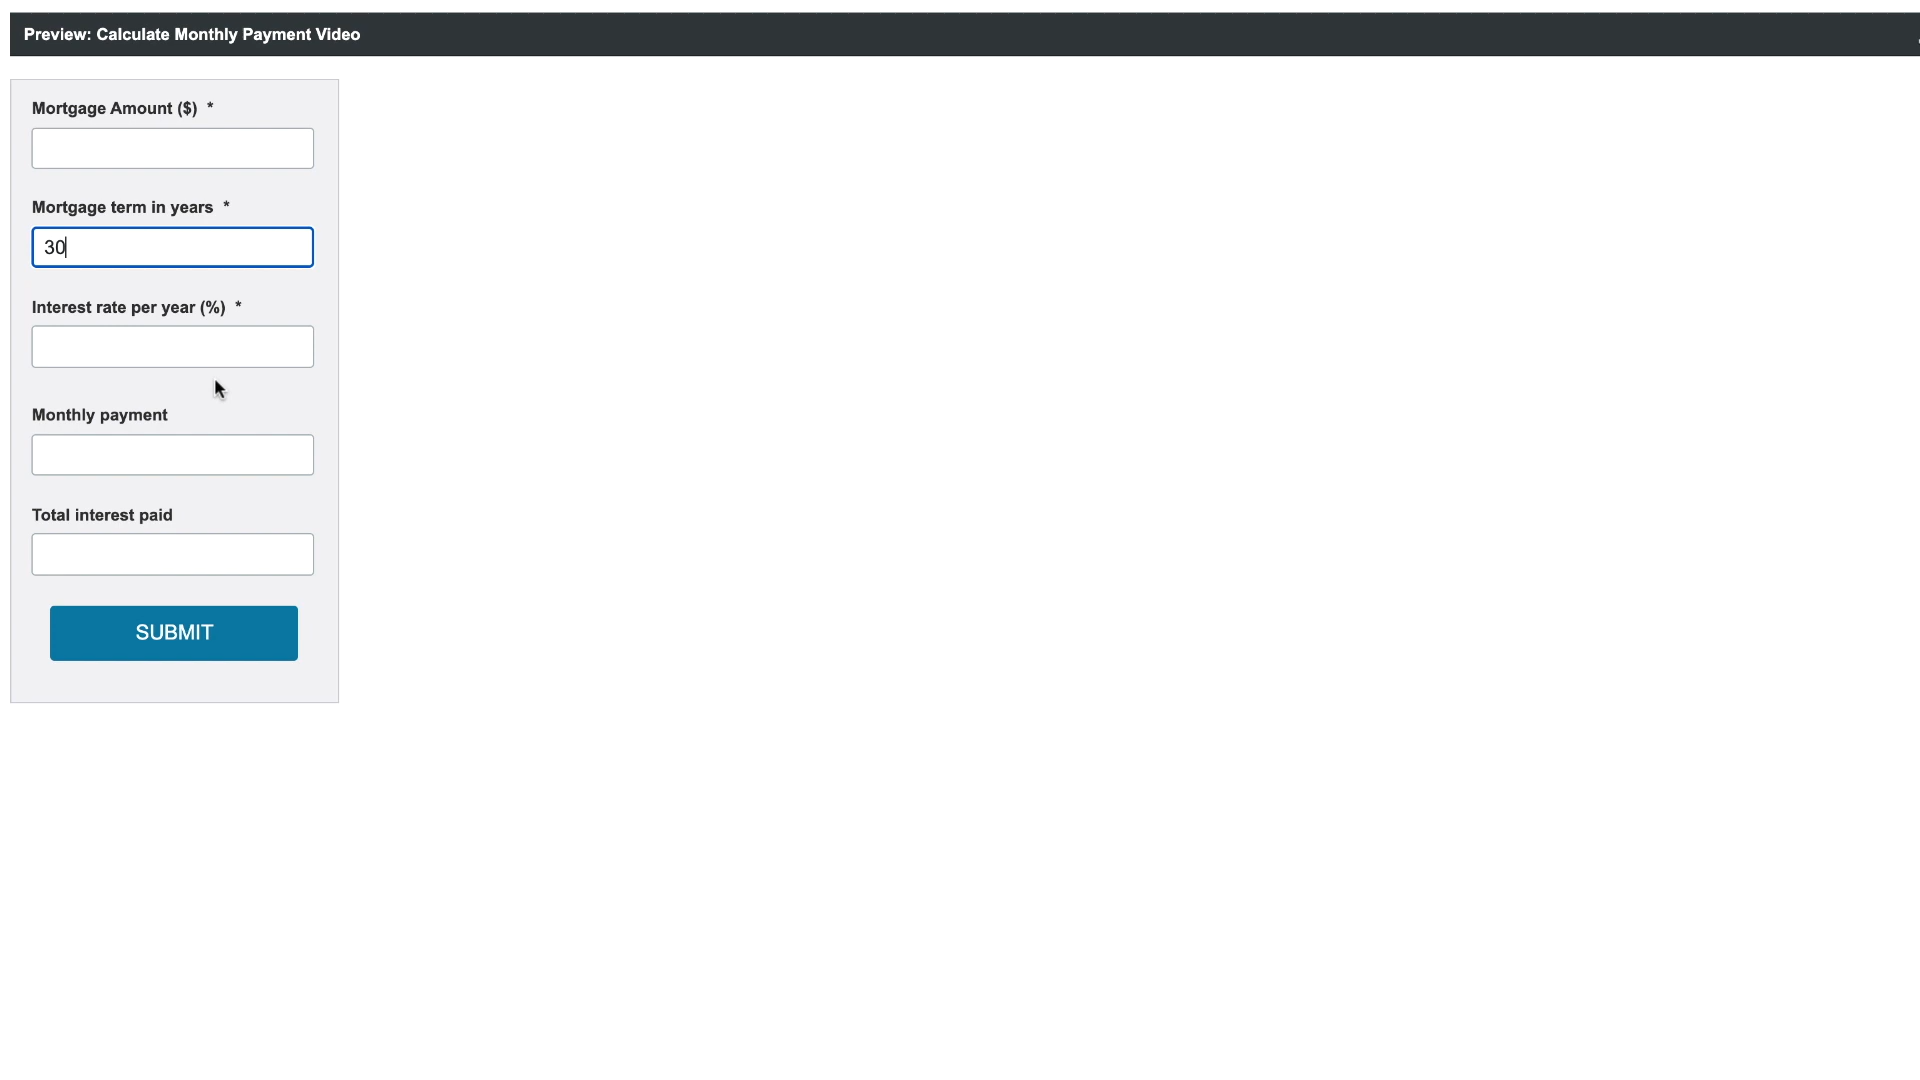 Preview: Calculate Monthly Payment Video
Mortgage Amount ($) *
Mortgage term in years *
30
Interest rate per year (%) *
Monthly payment
Total interest paid
SUBMIT